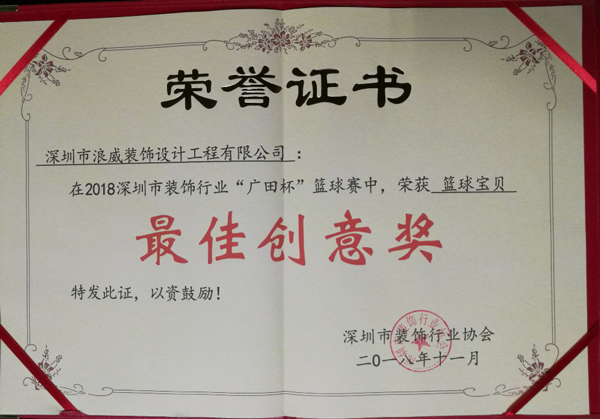 荣誉证书
深圳市浪威装饰设计工程有限公司：
在2018深圳市装饰行业“广田杯”篮球赛中，荣获 篮球宝贝
最佳创意奖
特发此证，以资鼓励！
深圳市装饰行业协会
二〇一八年十一月